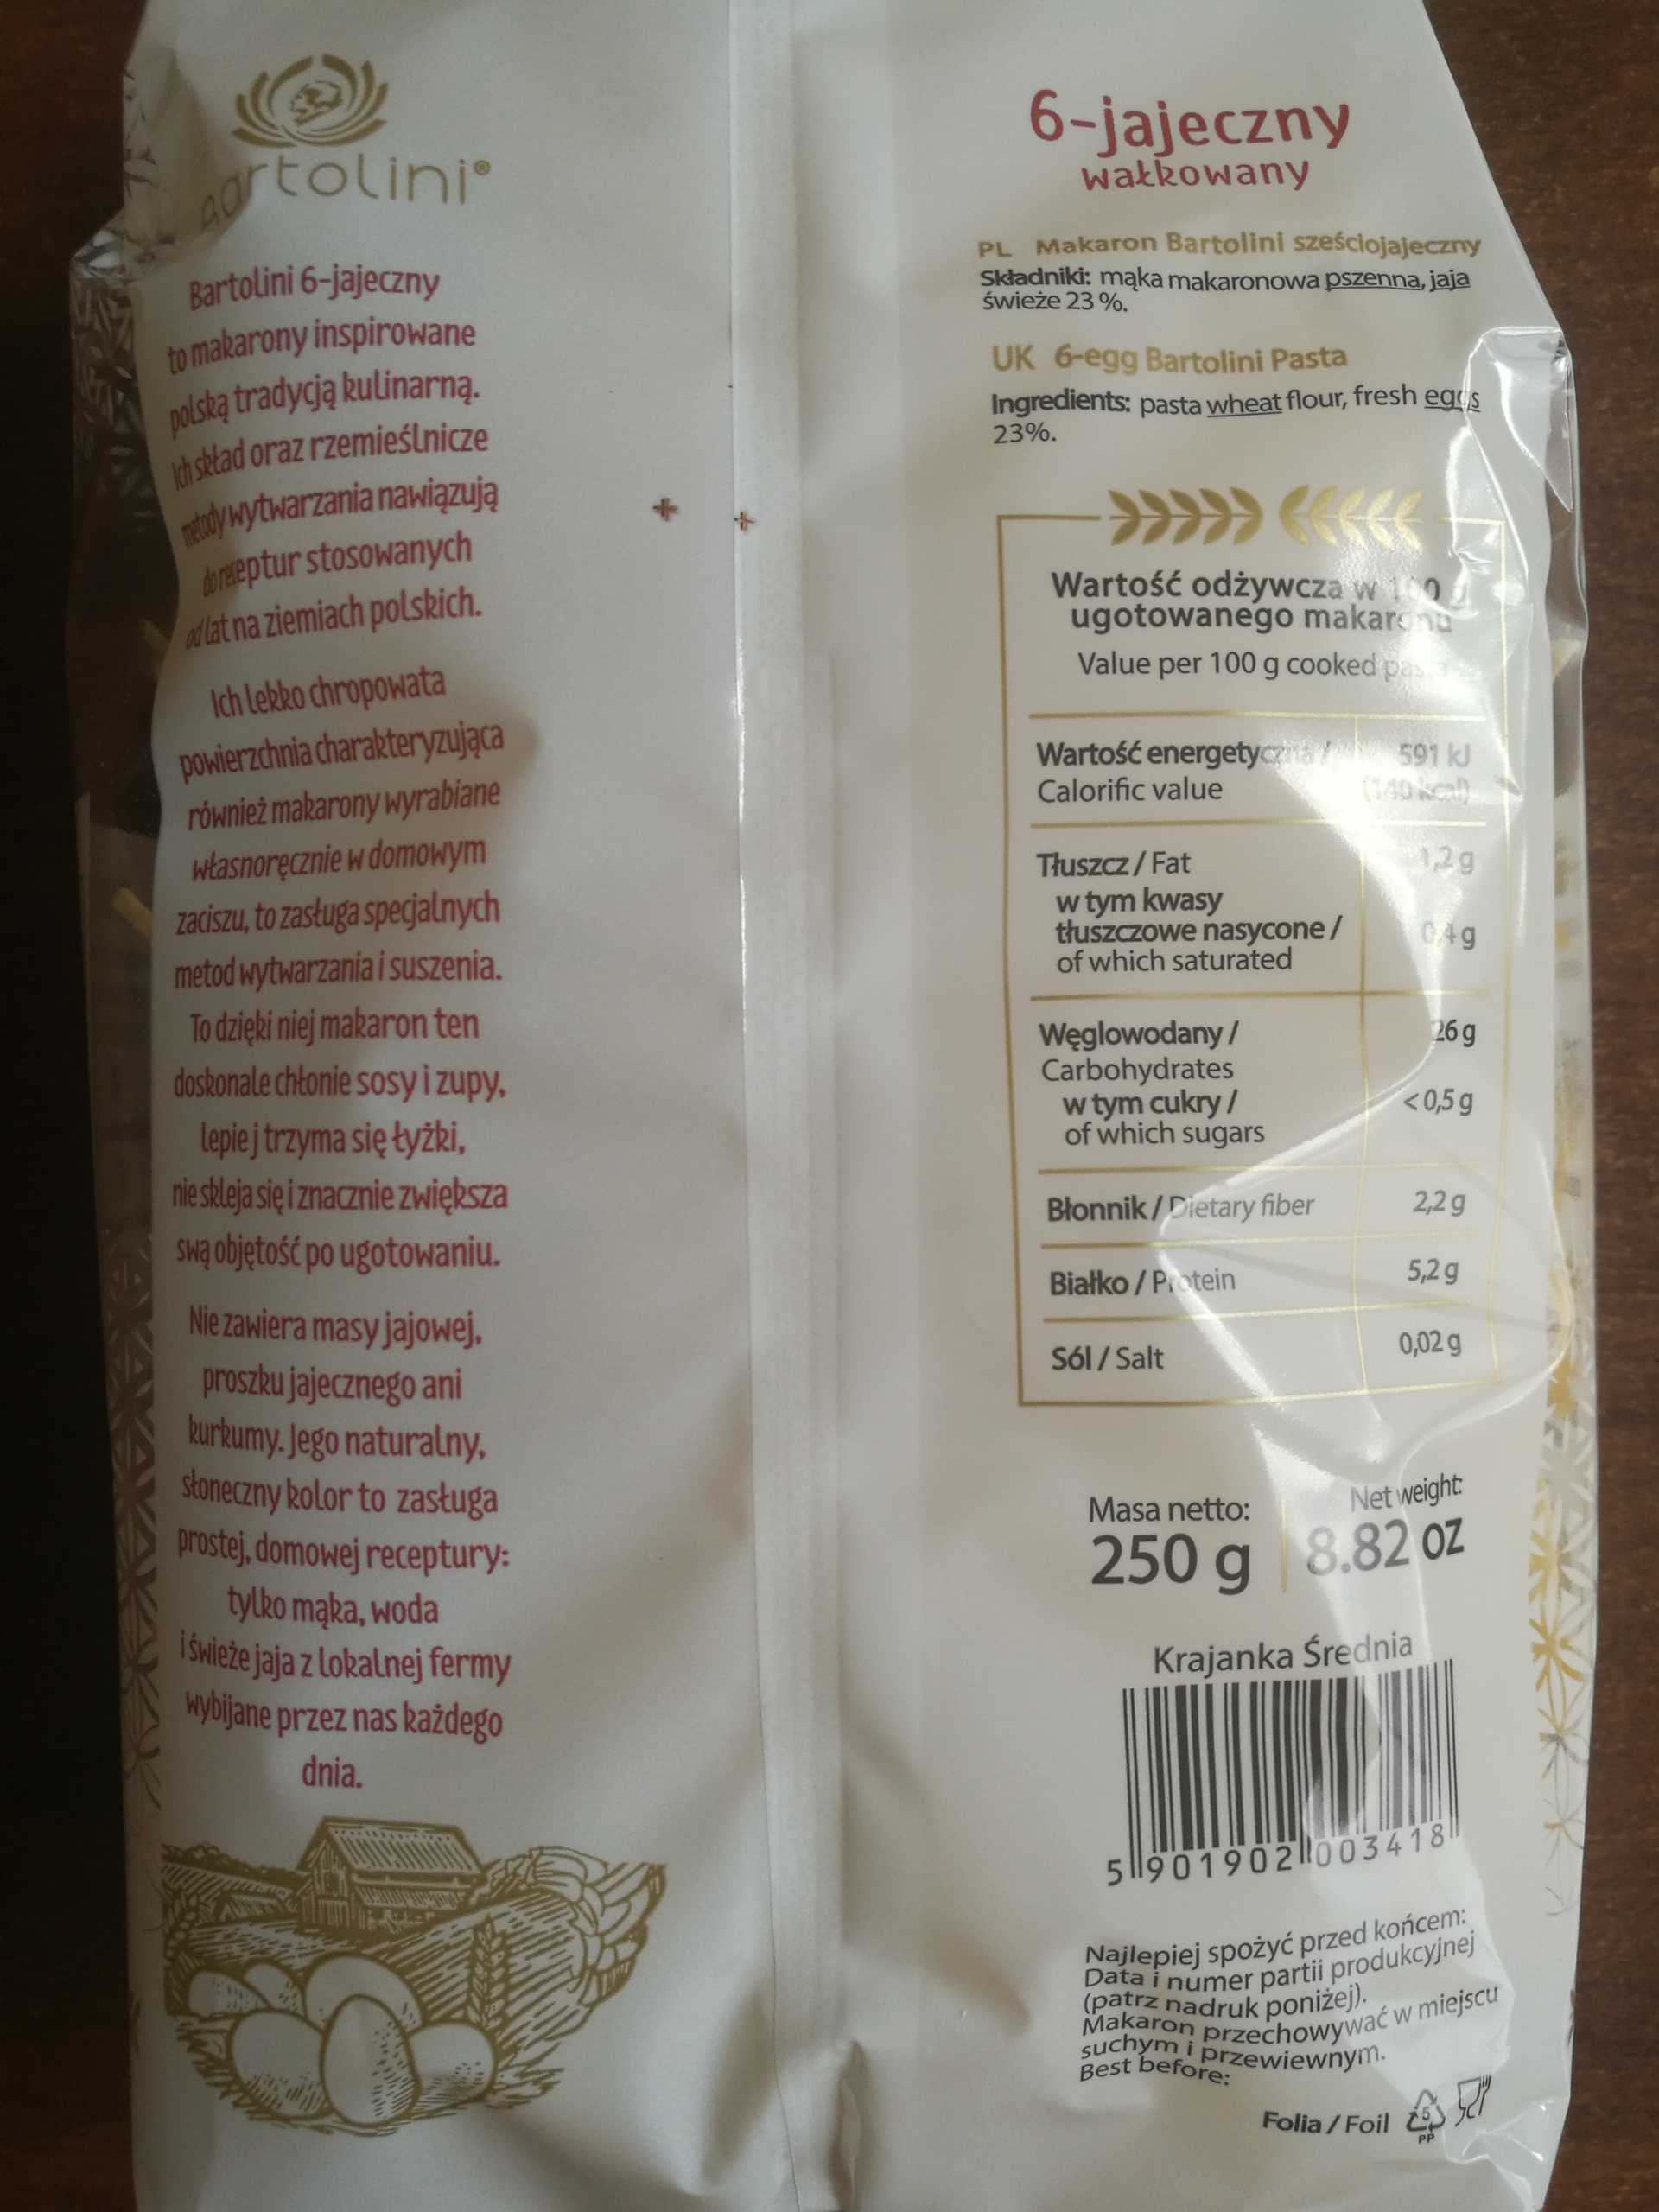 bartolini®
Bartolini 6-jajeczny
to makarony inspirowane
polską tradycją kulinarną.
Ich skład oraz rzemieślnicze
metody wytwarzania nawiązują
do receptur stosowanych
od lat na ziemiach polskich.
Ich lekko chropowata
powierzchnia charakteryzująca
również makarony wyrabiane
własnoręcznie w domowym
zaciszu, to zasługa specjalnych
metod wytwarzania i suszenia.
To dzięki niej makaron ten
doskonale chłonie sosy i zupy,
lepiej trzyma się łyżki,
nie skleja się i znacznie zwiększa
swą objętość po ugotowaniu.
Nie zawiera masy jajowej,
proszku jajecznego ani
kurkumy. Jego naturalny,
słoneczny kolor to zasługa
prostej, domowej receptury:
tylko mąka, woda
i świeże jaja z lokalnej fermy
wybijane przez nas każdego
dnia.
6-jajeczny
wałkowany
PL Makaron Bartolini sześciojajeczny
Składniki: mąka makaronowa pszenna, jaja
świeże 23 %.
UK 6-egg Bartolini Pasta
Ingredients: pasta wheat flour, fresh eggs
23%.
Wartość odżywcza w 100 g
ugotowanego makaronu
Value per 100 g cooked pasta
Wartość energetyczna / 591 kJ
Calorific value (140 kcal)
Tłuszcz / Fat 1,2 g
w tym kwasy
tłuszczowe nasycone / 0,4 g
of which saturated
Węglowodany / 26 g
Carbohydrates
w tym cukry / < 0,5 g
of which sugars
Błonnik / Dietary fiber 2,2 g
Białko / Protein 5,2 g
Sól / Salt 0,02 g
Masa netto: Net weight:
250 g 8.82 oz
Krajanka Średnia
5 901902 003418
Najlepiej spożyć przed końcem:
Data i numer partii produkcyjnej
(patrz nadruk poniżej).
Makaron przechowywać w miejscu
suchym i przewiewnym.
Best before:
Folia / Foil 5
PP